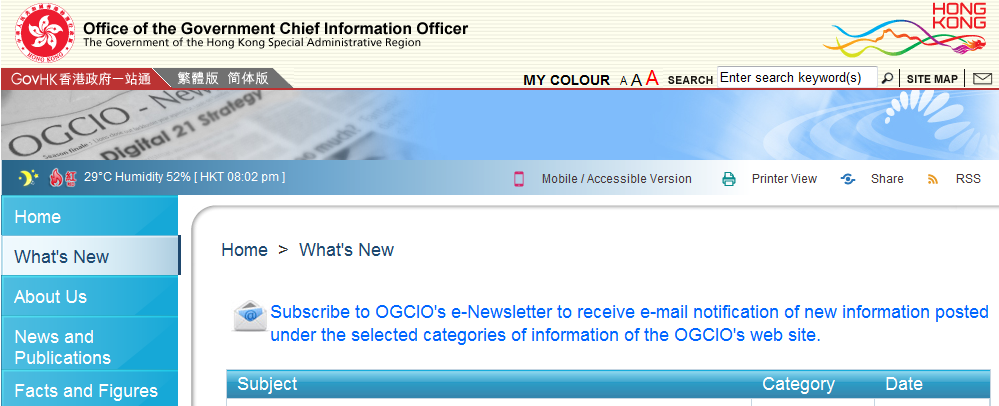 Office of the Government Chief Information Officer
The Government of the Hong Kong Special Administrative Region
HONG
KONG
GovHK香港政府一站通 繁體版 简体版
MY COLOUR A A A SEARCH Enter search keyword(s) SITE MAP
OGCIO - New
Digital 21 Strategy
29°C Humidity 52% [ HKT 08:02 pm ] Mobile / Accessible Version Printer View Share RSS
Home
What's New
About Us
News and
Publications
Facts and Figures
Home > What's New
Subscribe to OGCIO's e-Newsletter to receive e-mail notification of new information posted
under the selected categories of information of the OGCIO's web site.
Subject Category Date